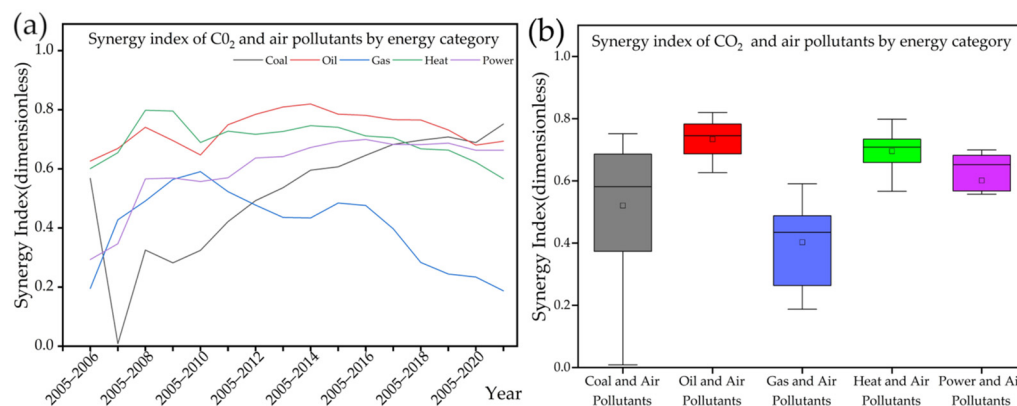 (a)
Synergy index of C0₂ and air pollutants by energy category
Coal Oil Gas Heat Power
Synergy Index(dimensionless)
1.0
0.8
0.6
0.4
0.2
0.0
2005–2006
2005–2008
2005–2010
2005–2012
2005–2014
2005–2016
2005–2018
2005–2020
Year
(b)
Synergy index of CO₂ and air pollutants by energy category
Synergy Index(dimensionless)
1.0
0.8
0.6
0.4
0.2
0.0
Coal and Air Oil and Air Gas and Air Heat and Air Power and Air
Pollutants Pollutants Pollutants Pollutants Pollutants